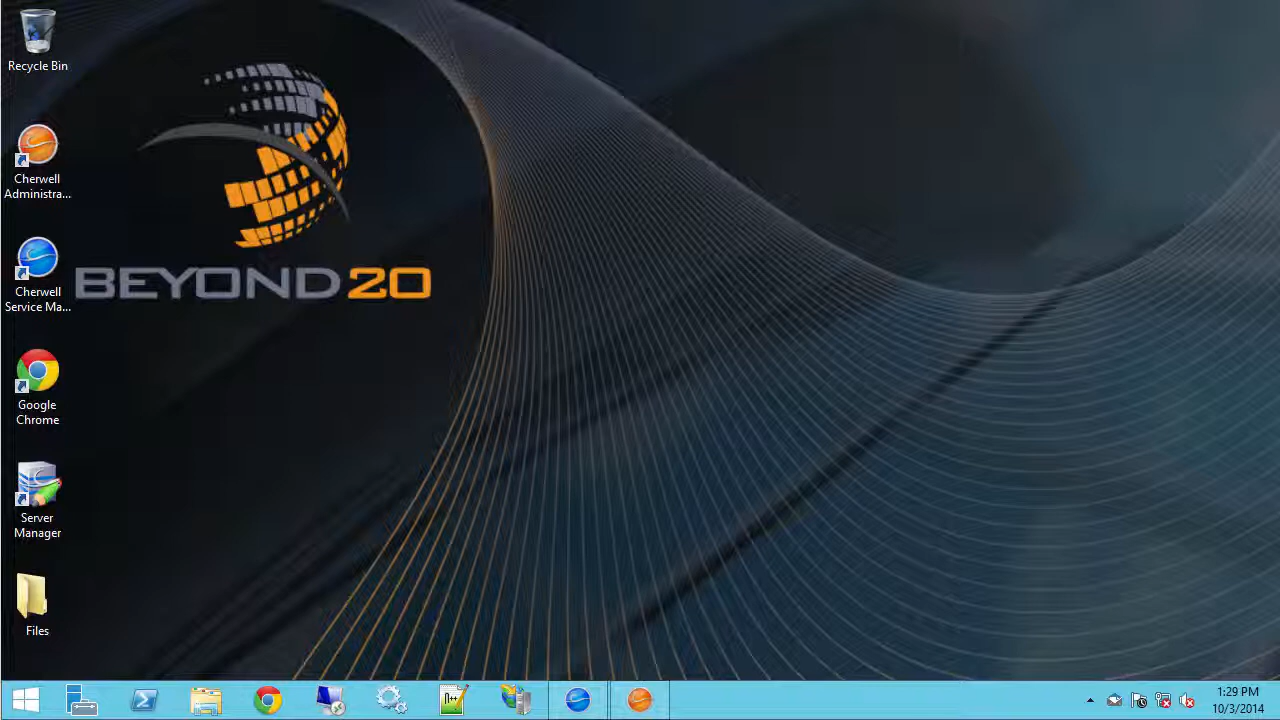 Recycle Bin
Cherwell
Administra...
Cherwell
Service Ma...
Google
Chrome
Server
Manager
Files
BEYOND 20
1:29 PM
10/3/2014